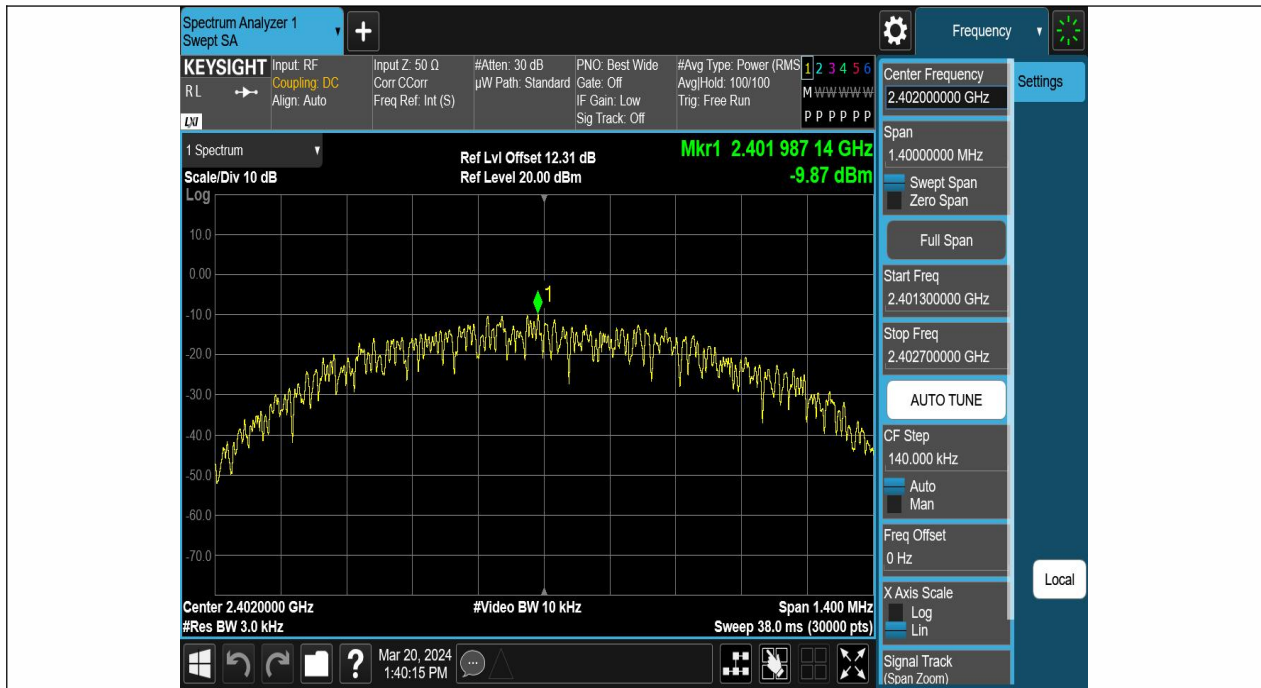 Spectrum Analyzer 1
Swept SA
+
Frequency
KEYSIGHT
R L
LXI
Input: RF
Coupling: DC
Align: Auto
Input Z: 50 Ω
Corr CCorr
Freq Ref: Int (S)
#Atten: 30 dB
µW Path: Standard
PNO: Best Wide
Gate: Off
IF Gain: Low
Sig Track: Off
#Avg Type: Power (RMS
Avg|Hold: 100/100
Trig: Free Run
1 2 3 4 5 6
M W W W W W
P P P P P P
1 Spectrum
Scale/Div 10 dB
Ref Lvl Offset 12.31 dB
Ref Level 20.00 dBm
Mkr1 2.401 987 14 GHz
-9.87 dBm
Log
10.0
0.00
-10.0
-20.0
-30.0
-40.0
-50.0
-60.0
-70.0
1
Center 2.4020000 GHz
#Res BW 3.0 kHz
#Video BW 10 kHz
Span 1.400 MHz
Sweep 38.0 ms (30000 pts)
Mar 20, 2024
1:40:15 PM
?
Center Frequency
2.402000000 GHz
Span
1.40000000 MHz
Swept Span
Zero Span
Full Span
Start Freq
2.401300000 GHz
Stop Freq
2.402700000 GHz
AUTO TUNE
CF Step
140.000 kHz
Auto
Man
Freq Offset
0 Hz
X Axis Scale
Log
Lin
Signal Track
(Span Zoom)
Settings
Local